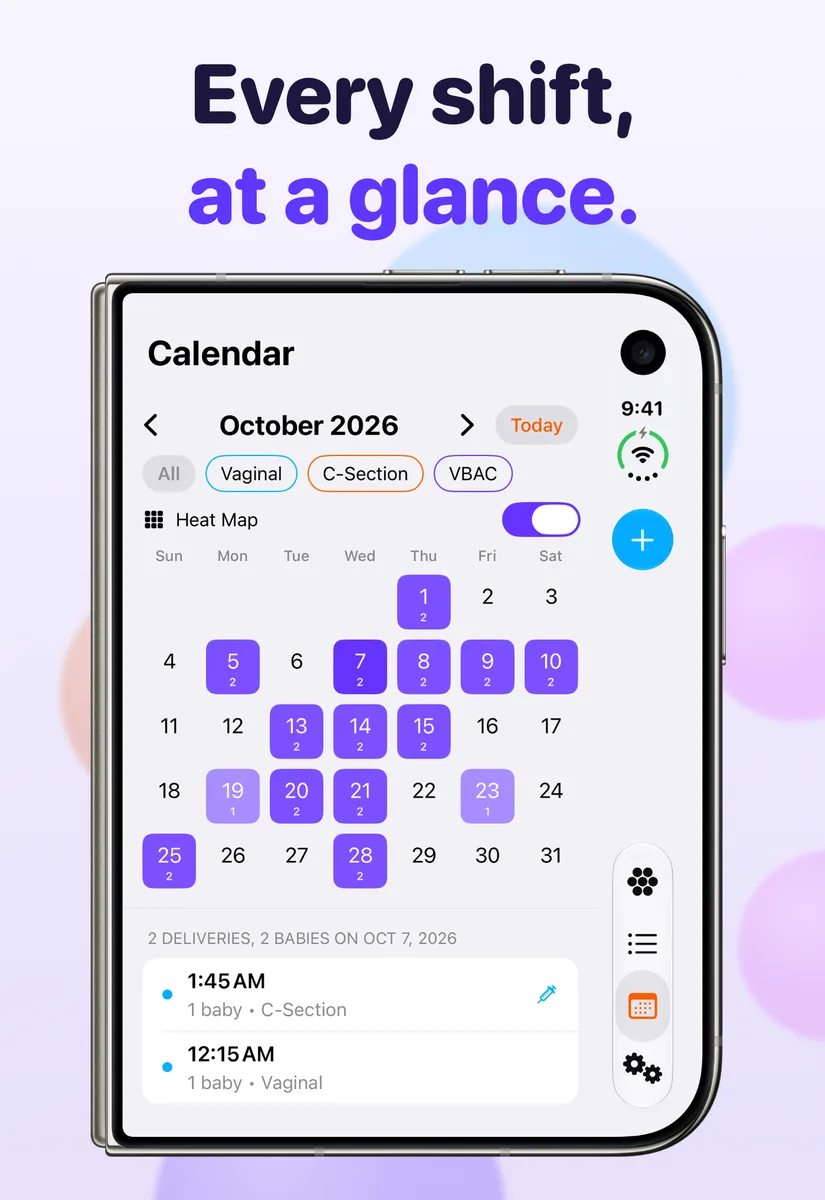 Every shift,
at a glance.
Calendar
9:41
October 2026 Today
All Vaginal C-Section VBAC
Heat Map
Sun Mon Tue Wed Thu Fri Sat
1 2 3
2
4 5 6 7 8 9 10
2 2 2 2 2
11 12 13 14 15 16 17
2 2 2
18 19 20 21 22 23 24
1 2 2 1
25 26 27 28 29 30 31
2 2
2 DELIVERIES, 2 BABIES ON OCT 7, 2026
1:45 AM
1 baby • C-Section
12:15 AM
1 baby • Vaginal